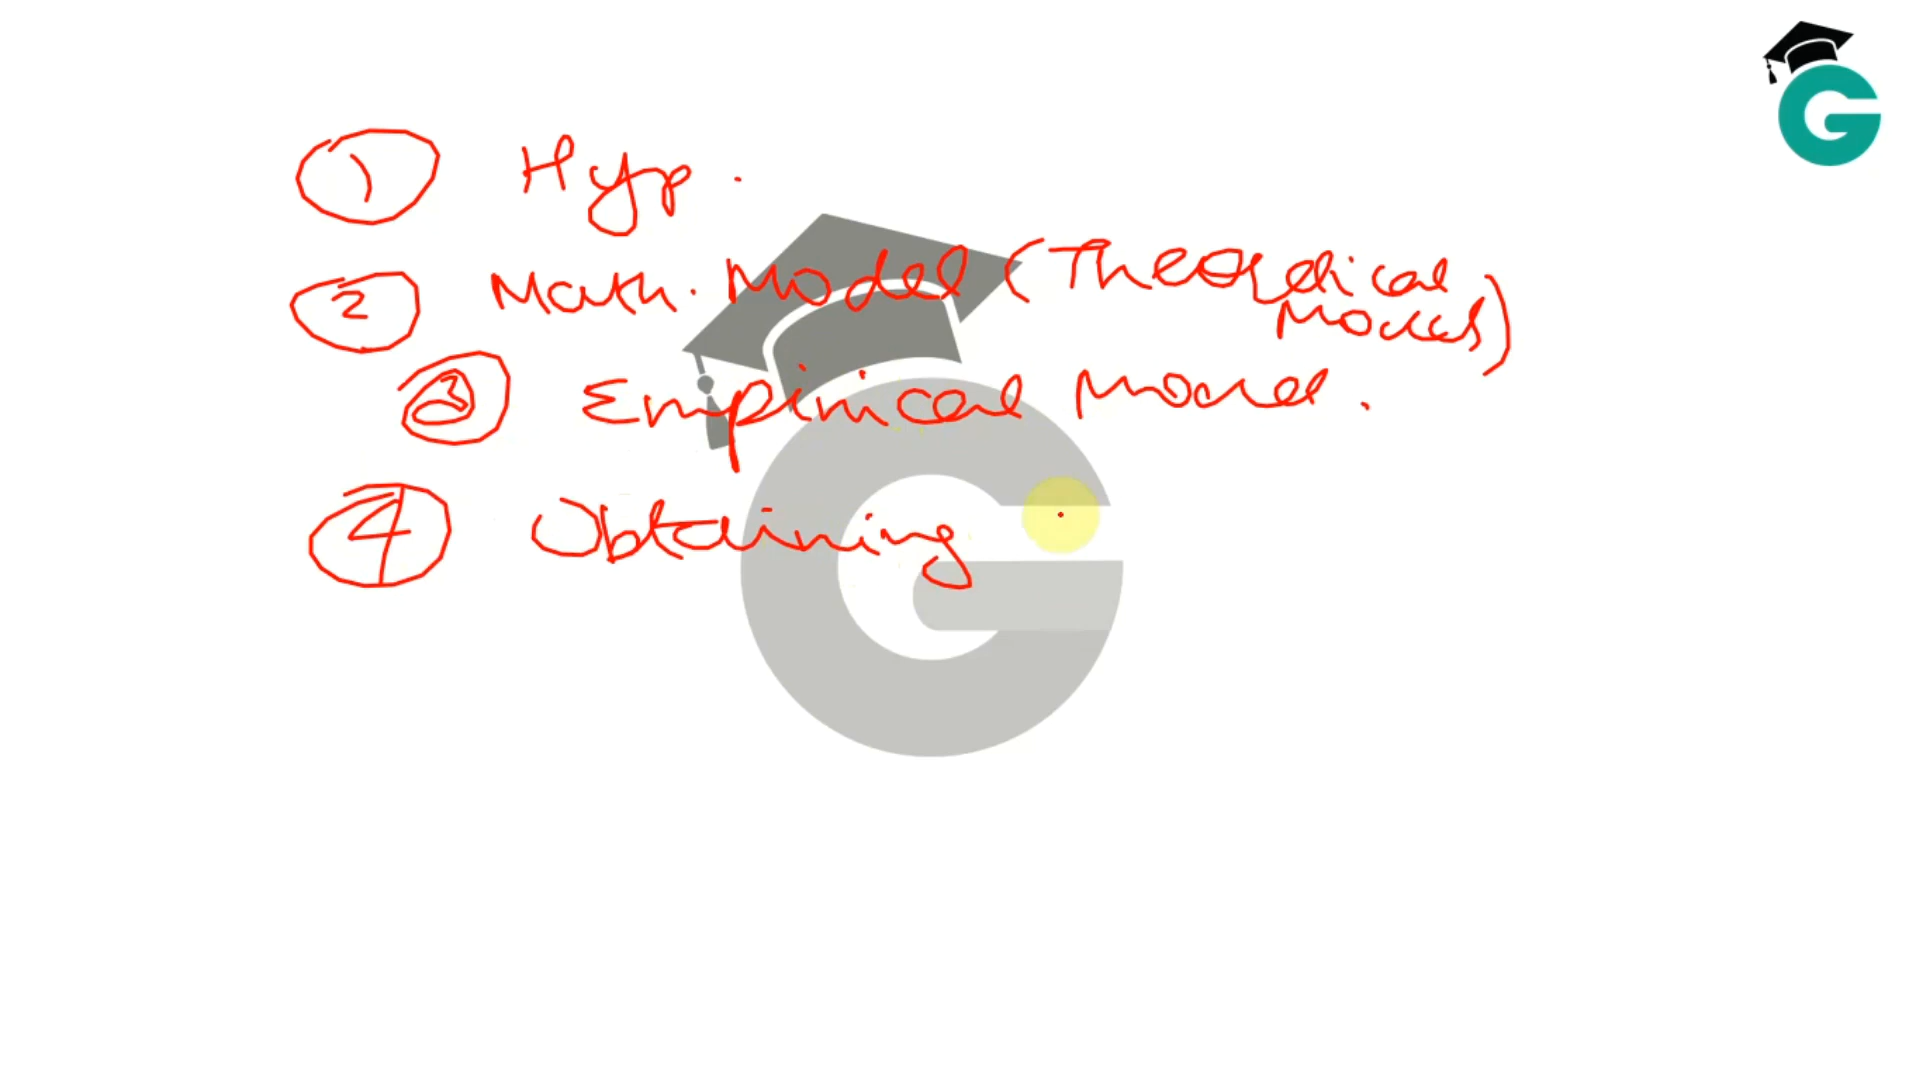 ① Hyp.
② Math. Model (Theoretical Model)
③ Empirical Model.
④ Obtaining